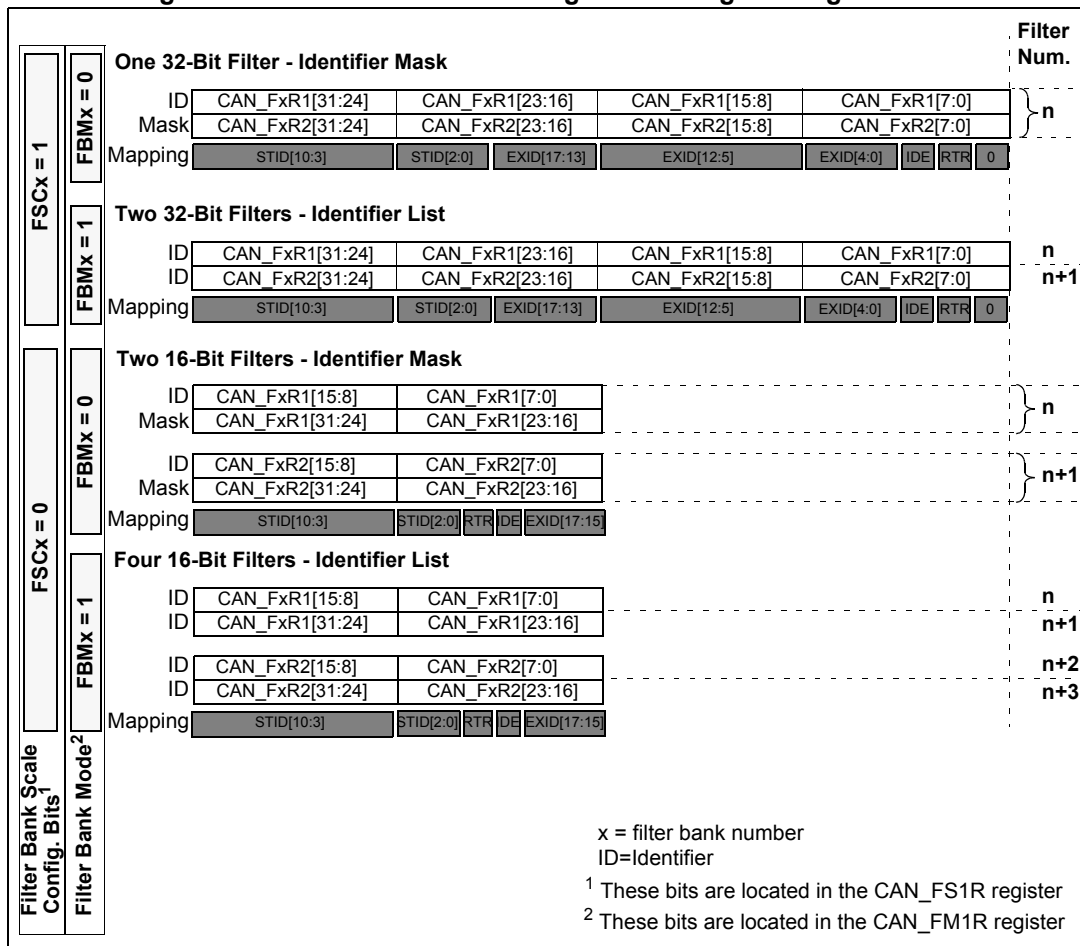 Filter
Num.
One 32-Bit Filter - Identifier Mask
FSCx = 1
FBMx = 0
ID CAN_FxR1[31:24] CAN_FxR1[23:16] CAN_FxR1[15:8] CAN_FxR1[7:0]
n
Mask CAN_FxR2[31:24] CAN_FxR2[23:16] CAN_FxR2[15:8] CAN_FxR2[7:0]
Mapping STID[10:3] STID[2:0] EXID[17:13] EXID[12:5] EXID[4:0] IDE RTR 0
Two 32-Bit Filters - Identifier List
FBMx = 1
ID CAN_FxR1[31:24] CAN_FxR1[23:16] CAN_FxR1[15:8] CAN_FxR1[7:0] n
ID CAN_FxR2[31:24] CAN_FxR2[23:16] CAN_FxR2[15:8] CAN_FxR2[7:0] n+1
Mapping STID[10:3] STID[2:0] EXID[17:13] EXID[12:5] EXID[4:0] IDE RTR 0
Two 16-Bit Filters - Identifier Mask
FSCx = 0
FBMx = 0
ID CAN_FxR1[15:8] CAN_FxR1[7:0]
n
Mask CAN_FxR1[31:24] CAN_FxR1[23:16]
ID CAN_FxR2[15:8] CAN_FxR2[7:0]
n+1
Mask CAN_FxR2[31:24] CAN_FxR2[23:16]
Mapping STID[10:3] STID[2:0] RTR IDE EXID[17:15]
Four 16-Bit Filters - Identifier List
FBMx = 1
ID CAN_FxR1[15:8] CAN_FxR1[7:0] n
ID CAN_FxR1[31:24] CAN_FxR1[23:16] n+1
ID CAN_FxR2[15:8] CAN_FxR2[7:0] n+2
ID CAN_FxR2[31:24] CAN_FxR2[23:16] n+3
Mapping STID[10:3] STID[2:0] RTR IDE EXID[17:15]
Filter Bank Scale
Config. Bits1
Filter Bank Mode2
x = filter bank number
ID=Identifier
1 These bits are located in the CAN_FS1R register
2 These bits are located in the CAN_FM1R register